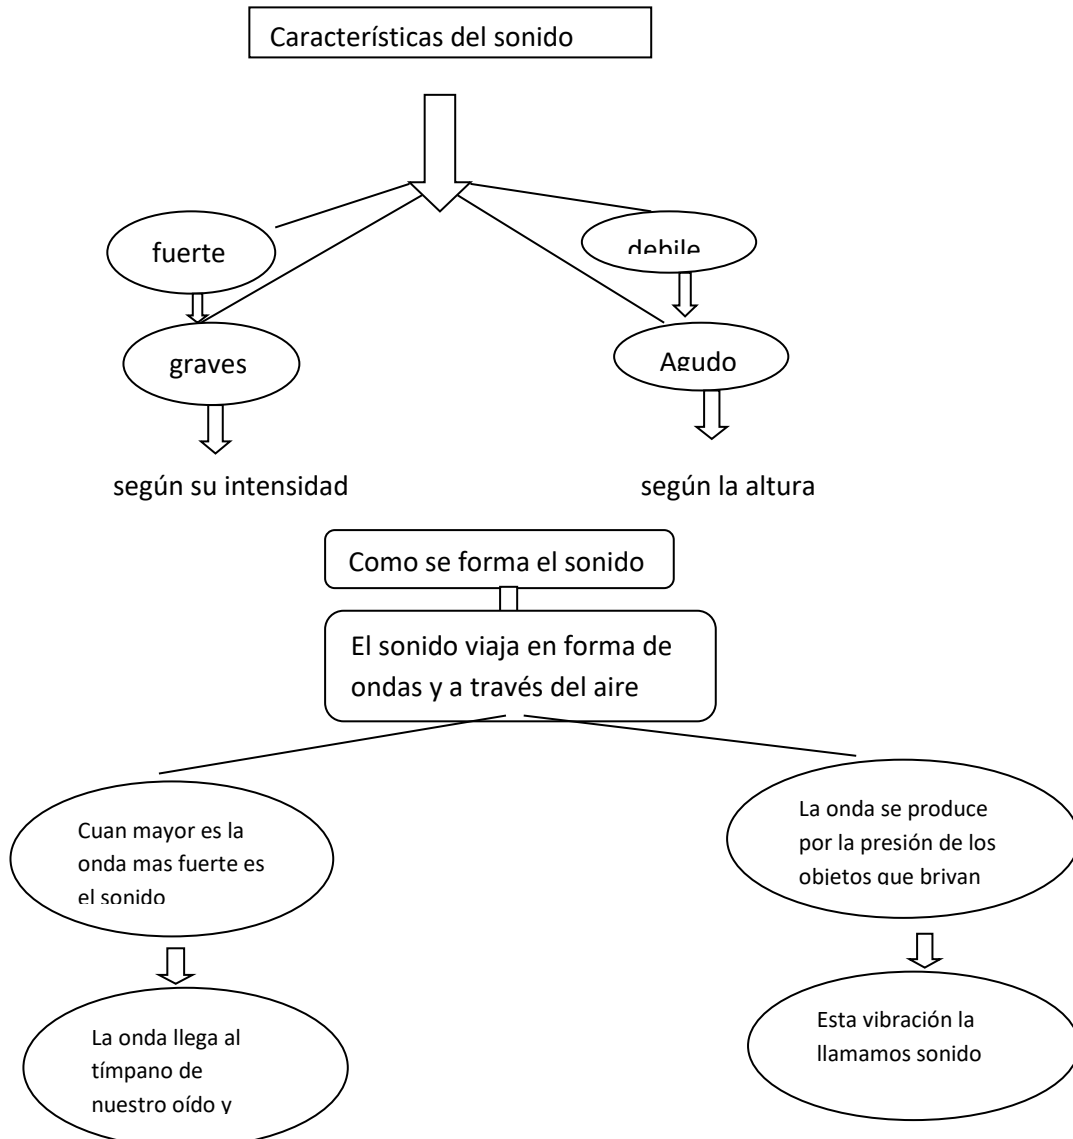 Características del sonido
fuerte
debile
graves
Agudo
según su intensidad
según la altura
Como se forma el sonido
El sonido viaja en forma de
ondas y a través del aire
Cuan mayor es la
onda mas fuerte es
el sonido
La onda se produce
por la presión de los
objetos que brivan
La onda llega al
tímpano de
nuestro oído y
Esta vibración la
llamamos sonido